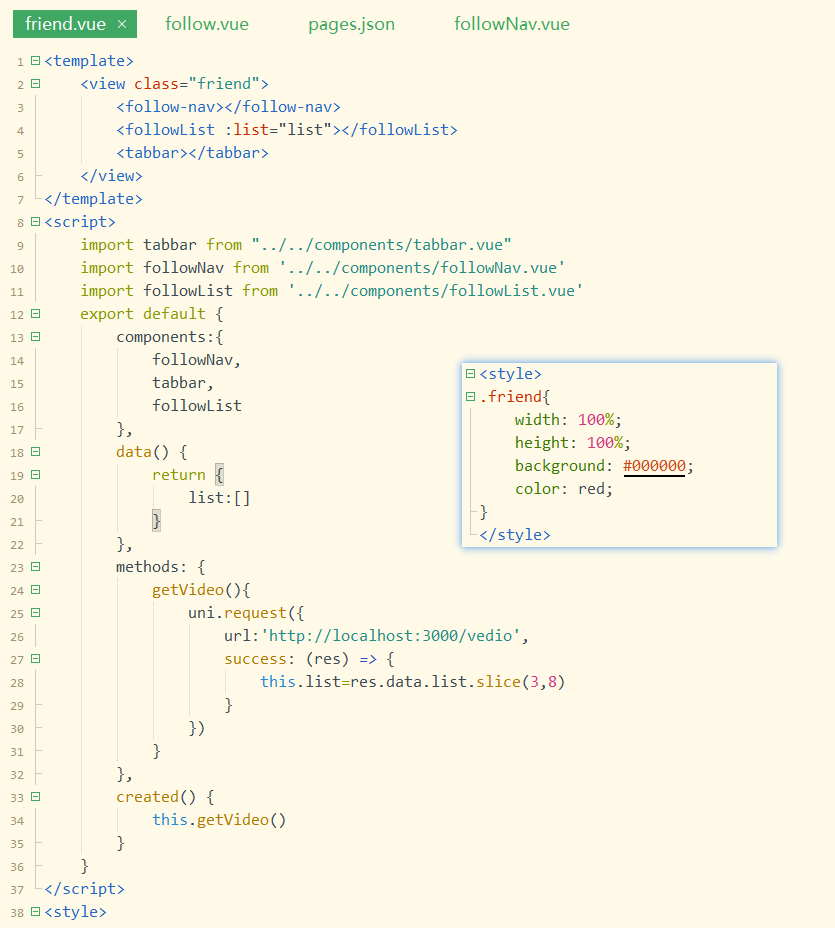 friend.vue × follow.vue pages.json followNav.vue
1 <template>
2 <view class="friend">
3 <follow-nav></follow-nav>
4 <followList :list="list"></followList>
5 <tabbar></tabbar>
6 </view>
7 </template>
8 <script>
9 import tabbar from "../../components/tabbar.vue"
10 import followNav from '../../components/followNav.vue'
11 import followList from '../../components/followList.vue'
12 export default {
13 components:{
14 followNav,
15 tabbar,
16 followList
17 },
18 data() {
19 return {
20 list:[]
21 }
22 },
23 methods: {
24 getVideo(){
25 uni.request({
26 url:'http://localhost:3000/vedio',
27 success: (res) => {
28 this.list=res.data.list.slice(3,8)
29 }
30 })
31 }
32 },
33 created() {
34 this.getVideo()
35 }
36 }
37 </script>
38 <style>
<style>
.friend{
width: 100%;
height: 100%;
background: #000000;
color: red;
}
</style>